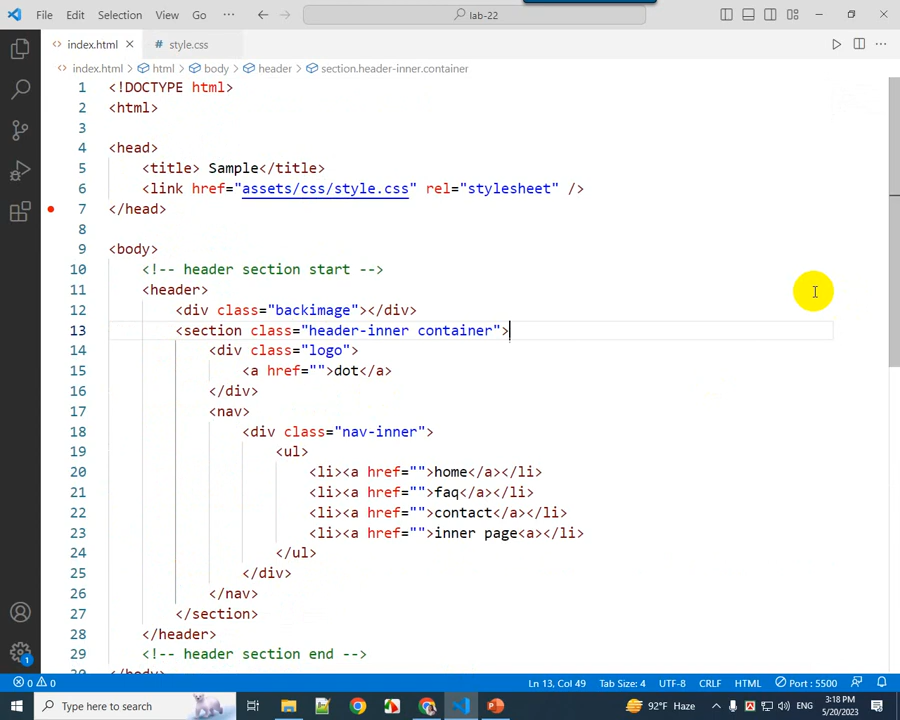 File Edit Selection View Go ··· lab-22
index.html style.css
index.html > html > body > header > section.header-inner.container
1 <!DOCTYPE html>
2 <html>
3
4 <head>
5 <title> Sample</title>
6 <link href="assets/css/style.css" rel="stylesheet" />
7 </head>
8
9 <body>
10 <!-- header section start -->
11 <header>
12 <div class="backimage"></div>
13 <section class="header-inner container">
14 <div class="logo">
15 <a href="">dot</a>
16 </div>
17 <nav>
18 <div class="nav-inner">
19 <ul>
20 <li><a href="">home</a></li>
21 <li><a href="">faq</a></li>
22 <li><a href="">contact</a></li>
23 <li><a href="">inner page<a></li>
24 </ul>
25 </div>
26 </nav>
27 </section>
28 </header>
29 <!-- header section end -->
30 </body>
0 0 Ln 13, Col 49 Tab Size: 4 UTF-8 CRLF HTML Port : 5500
1
Type here to search 92°F Haze ENG 3:18 PM
5/20/2023